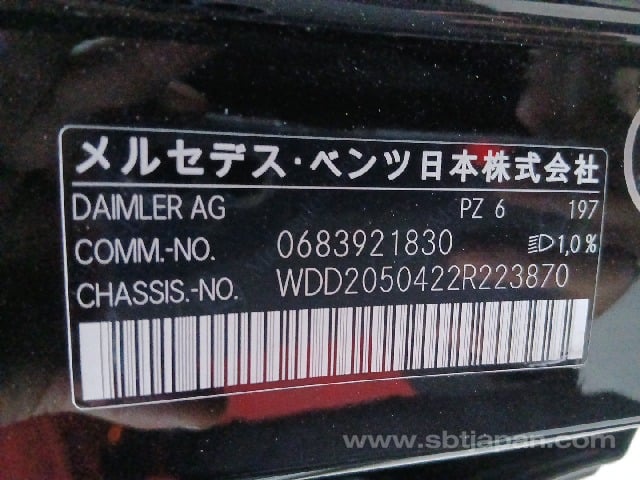 メルセデス・ベンツ日本株式会社
DAIMLER AG PZ 6 197
COMM.-NO. 0683921830 1,0 %
CHASSIS.-NO. WDD2050422R223870
www.sbtjapan.com